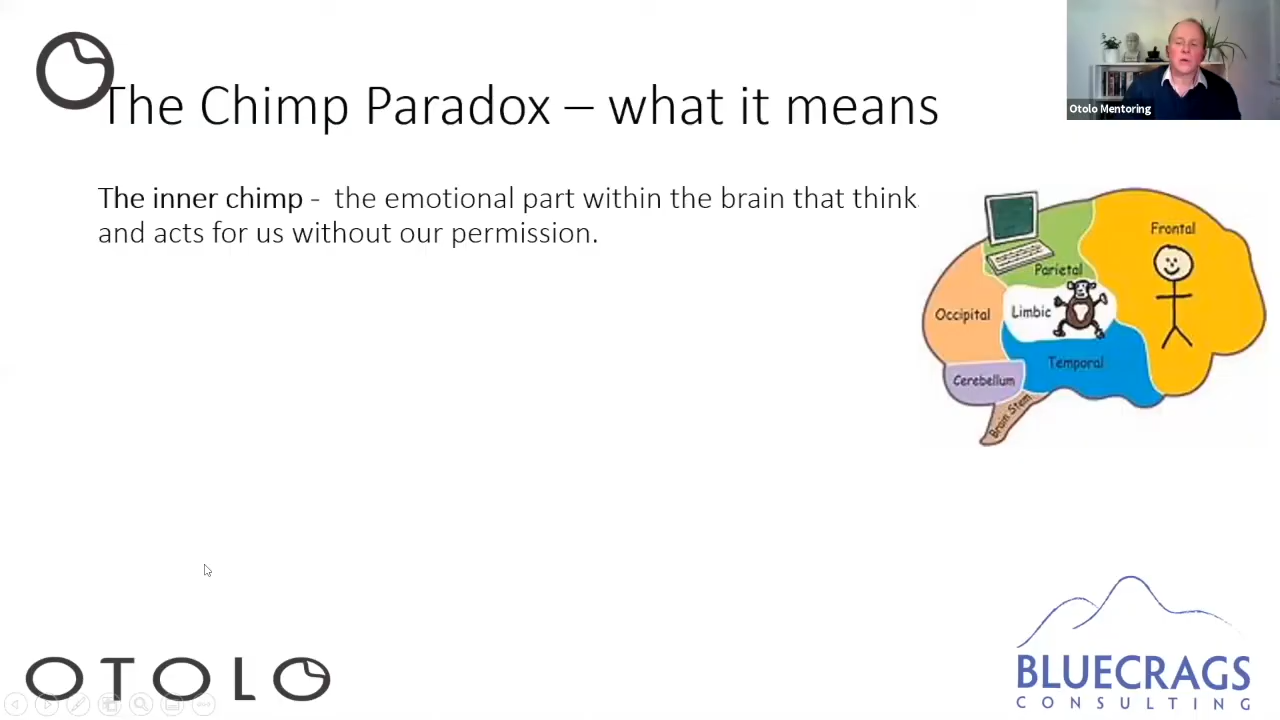 Otolo Mentoring
The Chimp Paradox – what it means
The inner chimp - the emotional part within the brain that think
and acts for us without our permission.
Frontal
Parietal
Occipital
Limbic
Temporal
Cerebellum
Brain Stem
OTOLO
BLUECRAGS
CONSULTING